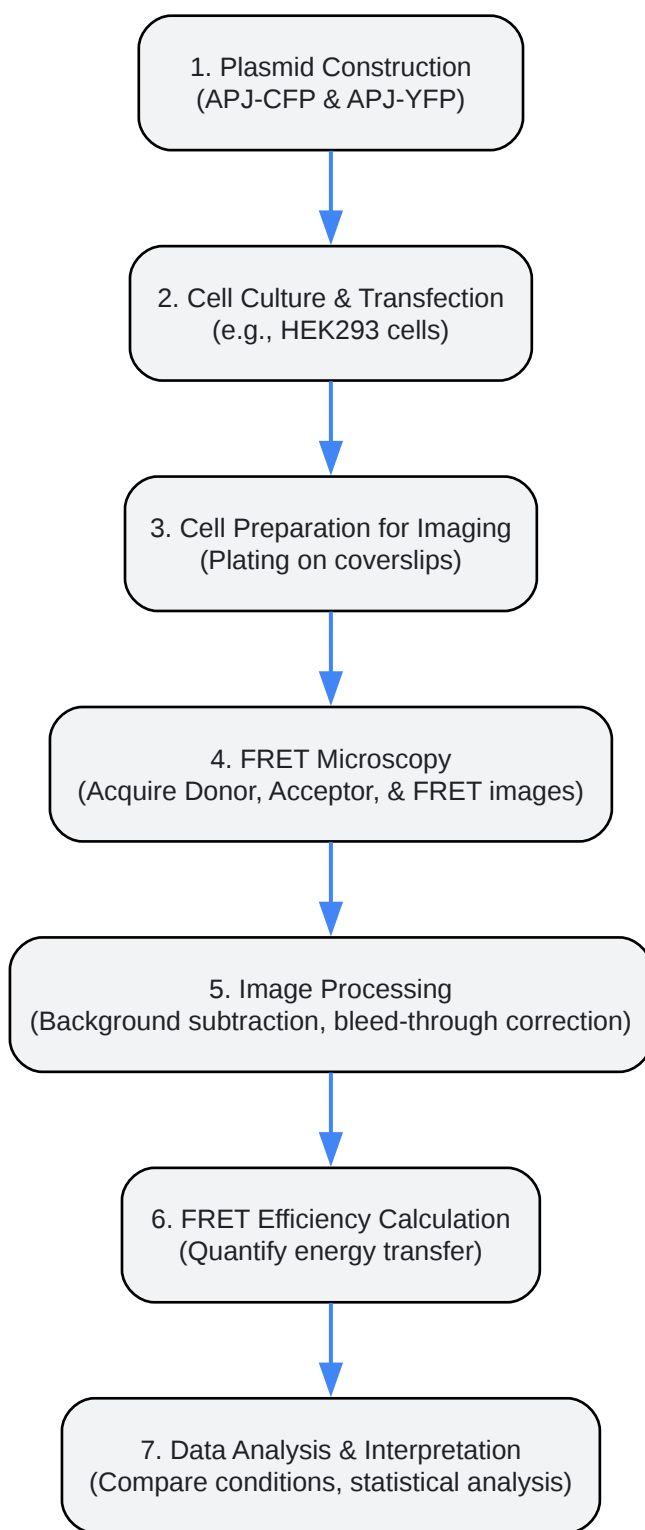 1. Plasmid Construction
(APJ-CFP & APJ-YFP)
2. Cell Culture & Transfection
(e.g., HEK293 cells)
3. Cell Preparation for Imaging
(Plating on coverslips)
4. FRET Microscopy
(Acquire Donor, Acceptor, & FRET images)
5. Image Processing
(Background subtraction, bleed-through correction)
6. FRET Efficiency Calculation
(Quantify energy transfer)
7. Data Analysis & Interpretation
(Compare conditions, statistical analysis)